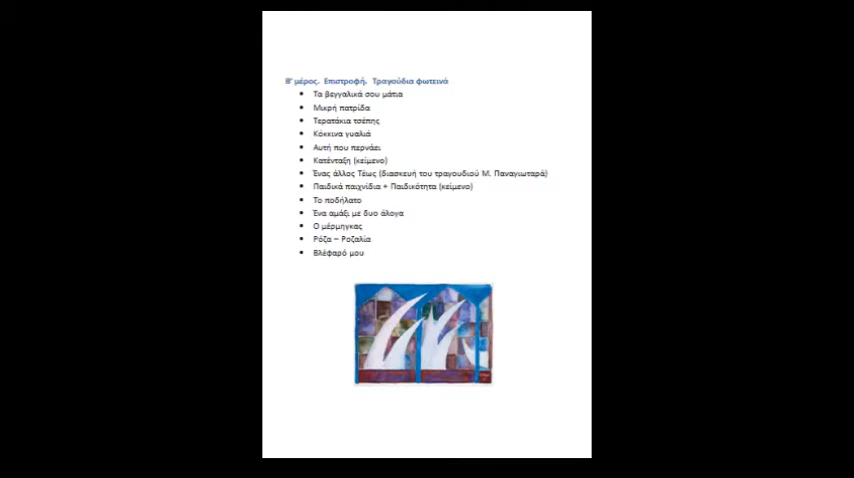 Β' μέρος. Επιστροφή. Τραγούδια φωτεινά
• Τα βεγγαλικά σου μάτια
• Μικρή πατρίδα
• Τερατάκια τσέπης
• Κόκκινα γυαλιά
• Αυτή που περνάει
• Κατένταξη (κείμενο)
• Ένας άλλος Τέως (διασκευή του τραγουδιού Μ. Παναγιωταρά)
• Παιδικά παιχνίδια + Παιδικότητα (κείμενο)
• Το ποδήλατο
• Ένα αμάξι με δυο άλογα
• Ο μέρμηγκας
• Ρόζα – Ροζαλία
• Βλέφαρό μου